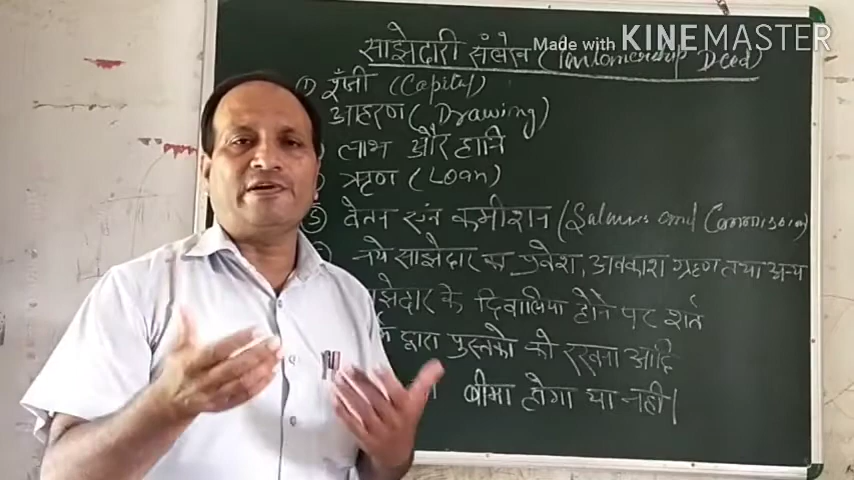 Made with KINEMASTER
साझेदारी संलेख (Partnership Deed)
① पूँजी (Capital)
आहरण (Drawing)
लाभ और हानि
ऋण (Loan)
⑤ वेतन एवं कमीशन (Salaries and Commission)
नये साझेदार का प्रवेश, अवकाश ग्रहण तथा अन्य
झेदार के दिवालिया होने पर शर्त
द्वारा पुस्तको को रखना आदि
बीमा होगा या नही|